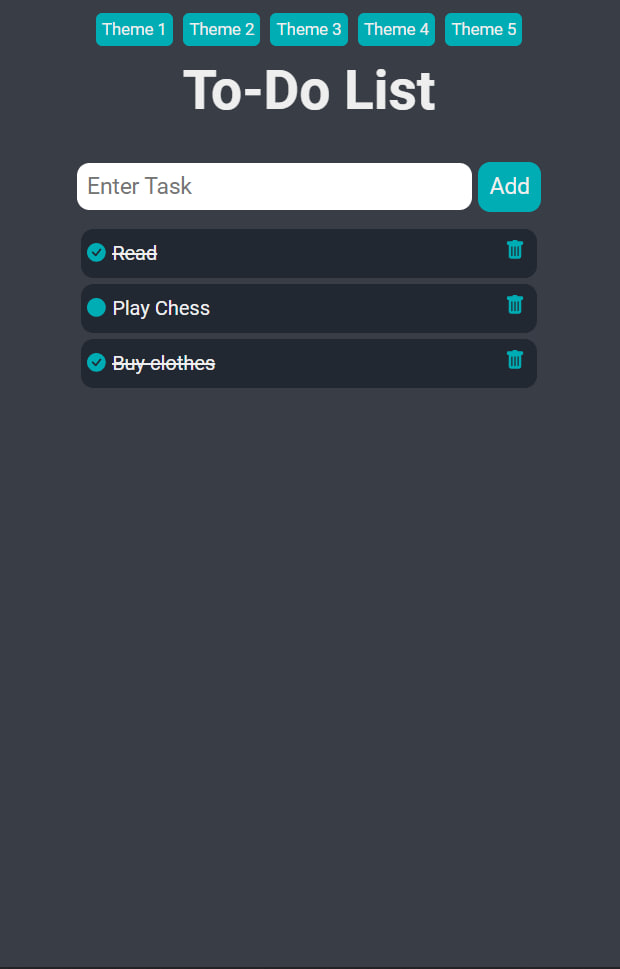 Theme 1 Theme 2 Theme 3 Theme 4 Theme 5
To-Do List
Enter Task Add
Read
Play Chess
Buy clothes